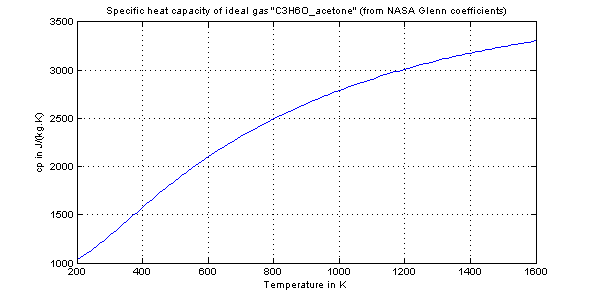 Specific heat capacity of ideal gas "C3H6O_acetone" (from NASA Glenn coefficients)
3500
3000
2500
2000
1500
1000
cp in J/(kg.K)
200 400 600 800 1000 1200 1400 1600
Temperature in K